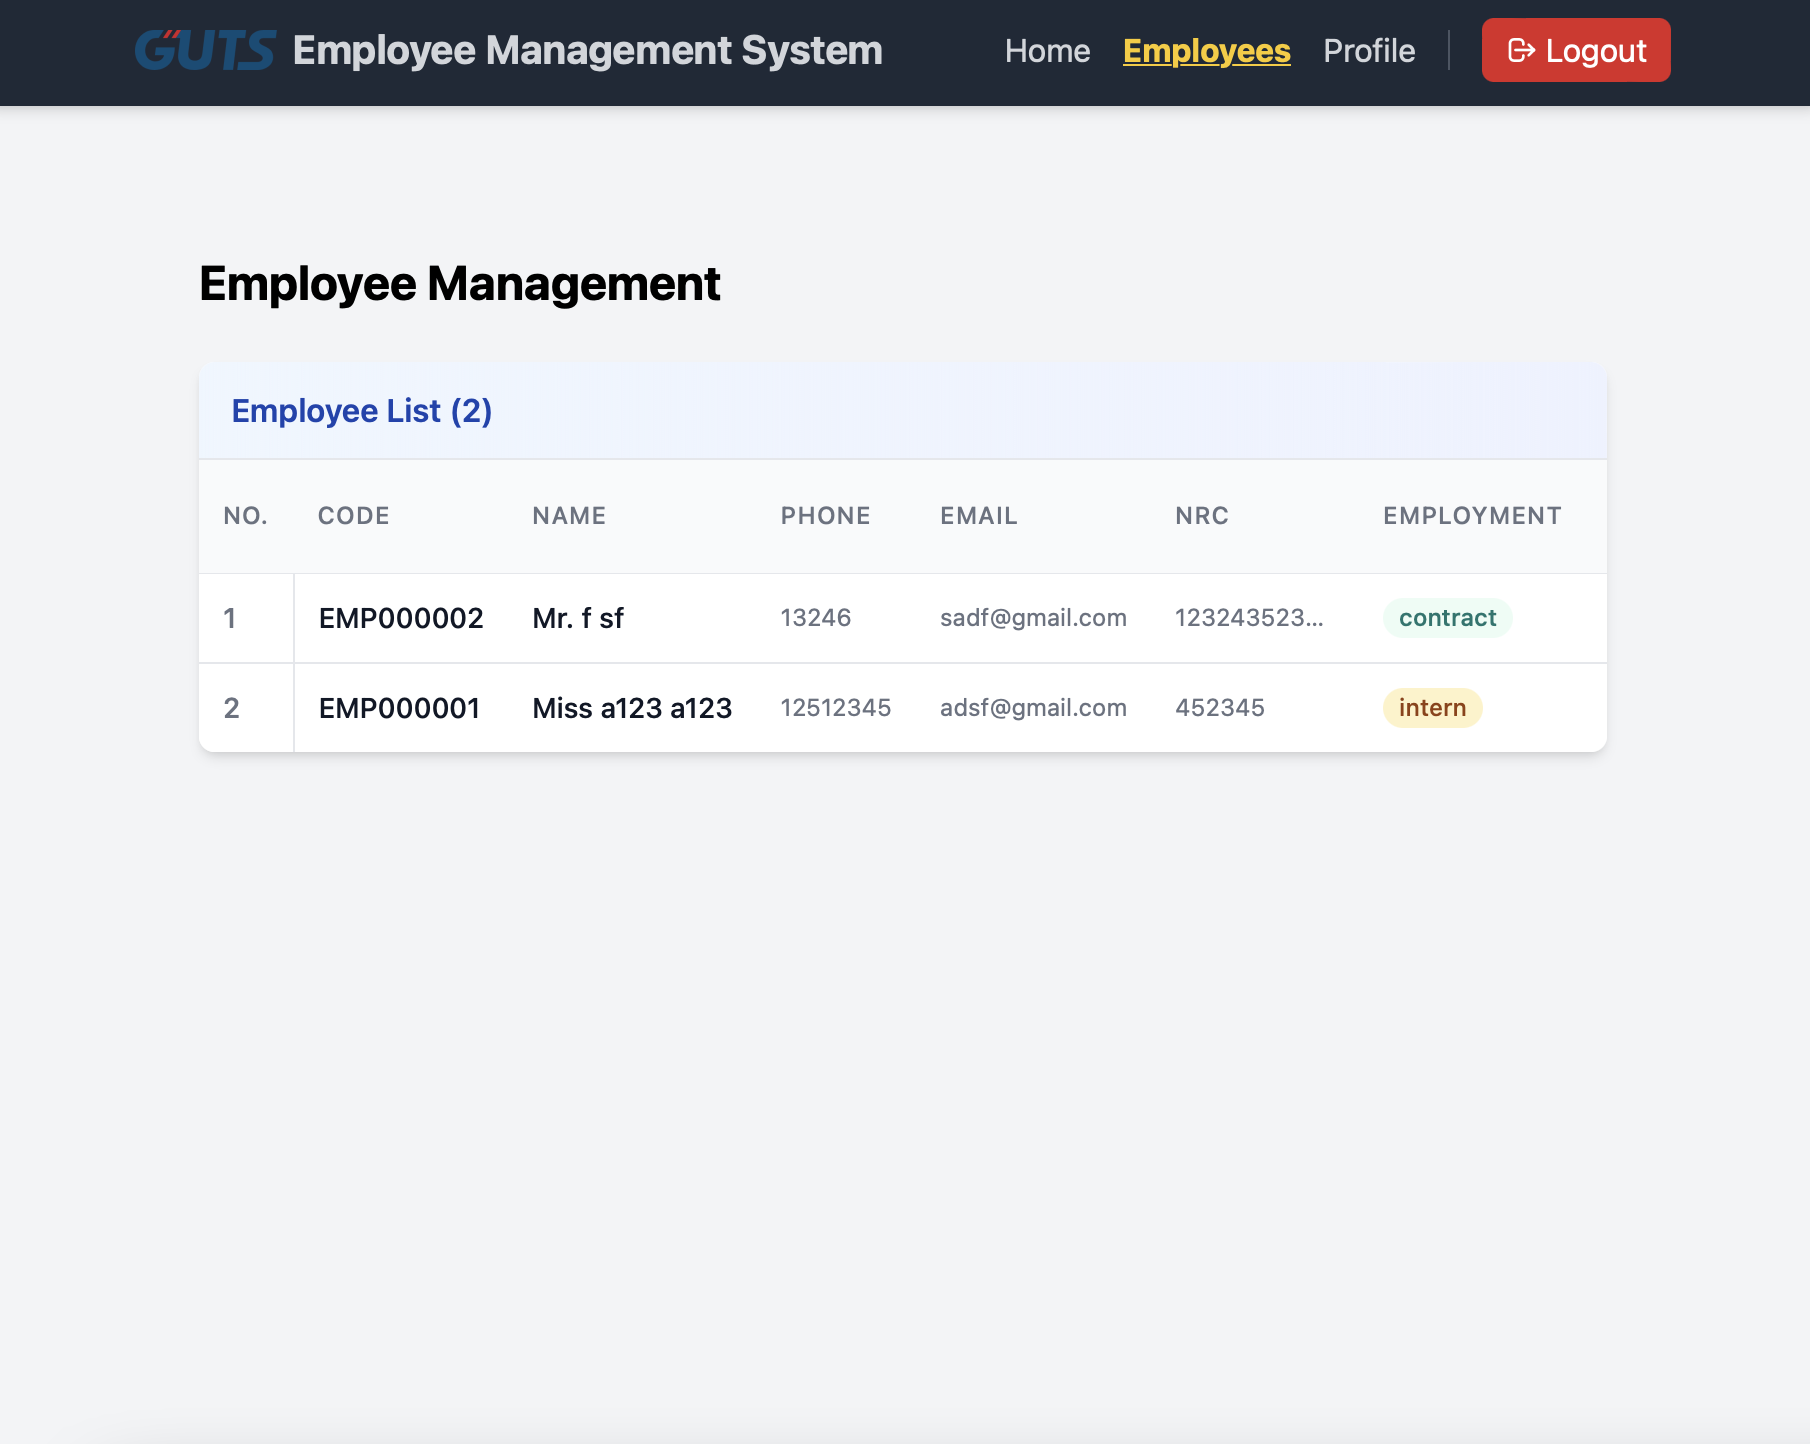 GUTS Employee Management System Home Employees Profile Logout
Employee Management
Employee List (2)
NO. CODE NAME PHONE EMAIL NRC EMPLOYMENT
1 EMP000002 Mr. f sf 13246 sadf@gmail.com 123243523... contract
2 EMP000001 Miss a123 a123 12512345 adsf@gmail.com 452345 intern